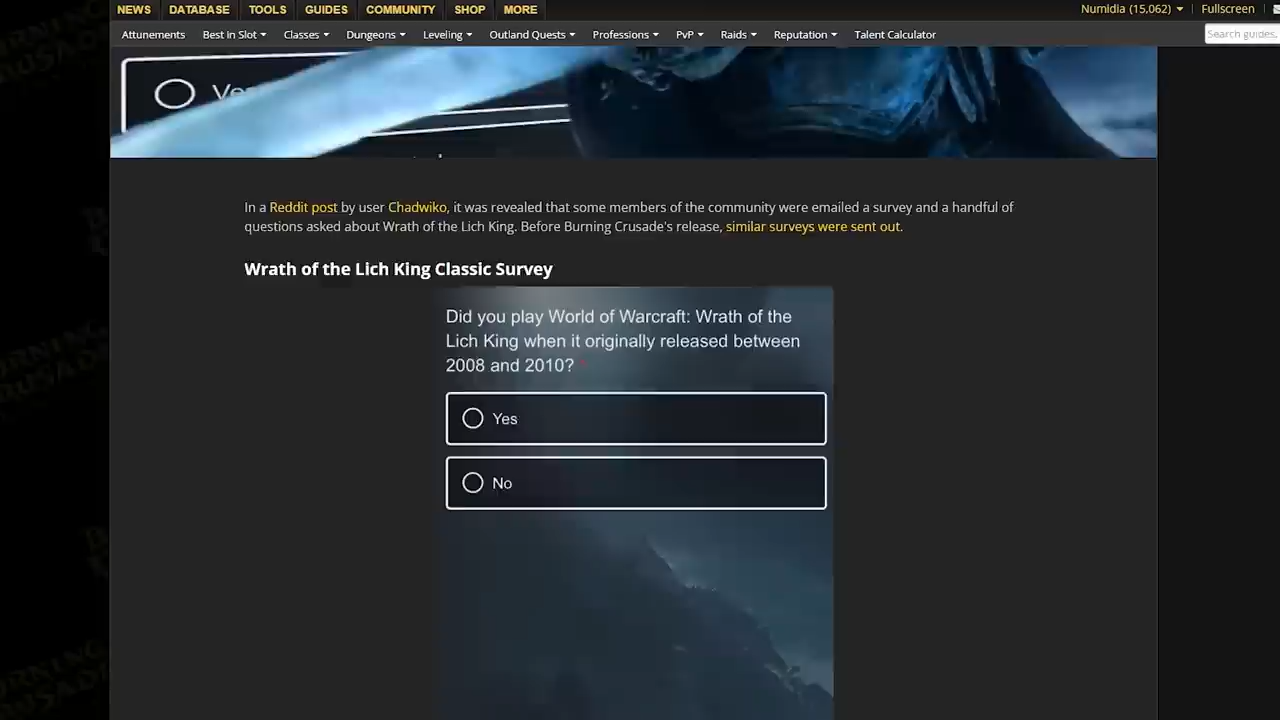 NEWS DATABASE TOOLS GUIDES COMMUNITY SHOP MORE Numidia (15,062) Fullscreen
Attunements Best in Slot Classes Dungeons Leveling Outland Quests Professions PvP Raids Reputation Talent Calculator Search guides,
In a Reddit post by user Chadwiko, it was revealed that some members of the community were emailed a survey and a handful of
questions asked about Wrath of the Lich King. Before Burning Crusade's release, similar surveys were sent out.
Wrath of the Lich King Classic Survey
Did you play World of Warcraft: Wrath of the
Lich King when it originally released between
2008 and 2010? *
Yes
No